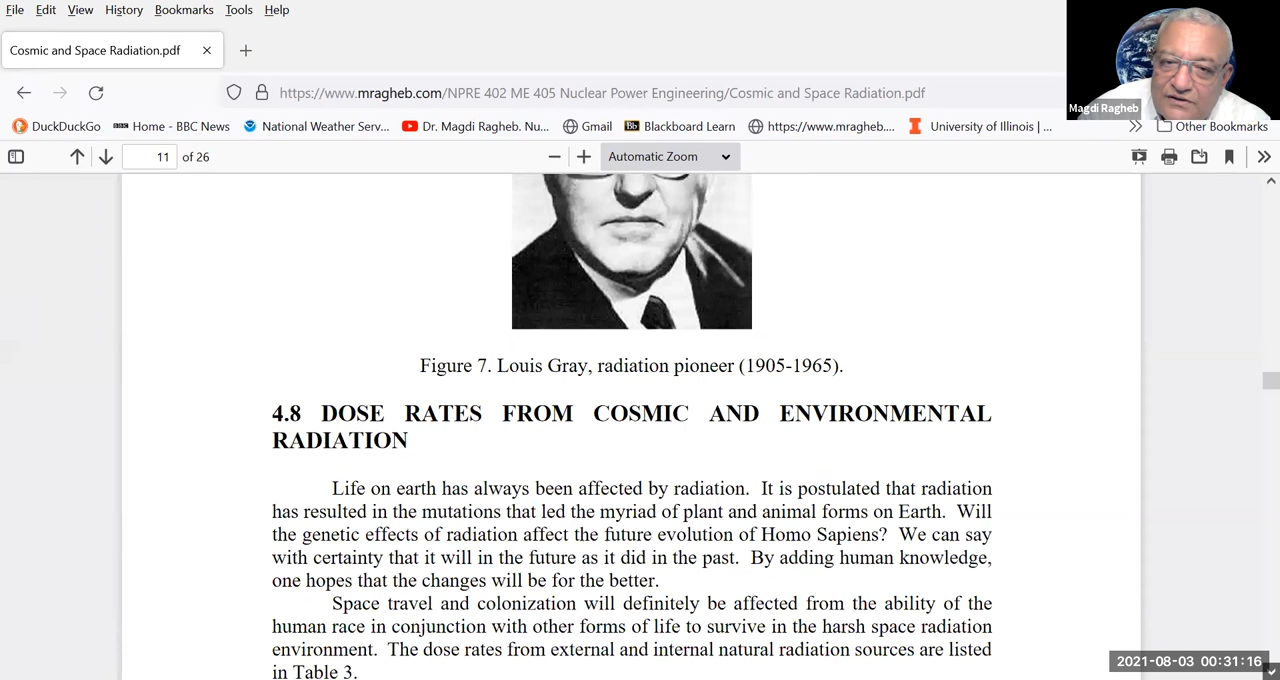 File Edit View History Bookmarks Tools Help
Cosmic and Space Radiation.pdf
https://www.mragheb.com/NPRE 402 ME 405 Nuclear Power Engineering/Cosmic and Space Radiation.pdf
Magdi Ragheb
DuckDuckGo BBC Home - BBC News National Weather Serv... Dr. Magdi Ragheb. Nu... Gmail Bb Blackboard Learn https://www.mragheb.... University of Illinois | ... Other Bookmarks
11 of 26 Automatic Zoom
Figure 7. Louis Gray, radiation pioneer (1905-1965).
4.8 DOSE RATES FROM COSMIC AND ENVIRONMENTAL
RADIATION
Life on earth has always been affected by radiation. It is postulated that radiation
has resulted in the mutations that led the myriad of plant and animal forms on Earth. Will
the genetic effects of radiation affect the future evolution of Homo Sapiens? We can say
with certainty that it will in the future as it did in the past. By adding human knowledge,
one hopes that the changes will be for the better.
Space travel and colonization will definitely be affected from the ability of the
human race in conjunction with other forms of life to survive in the harsh space radiation
environment. The dose rates from external and internal natural radiation sources are listed
in Table 3.
2021-08-03 00:31:16